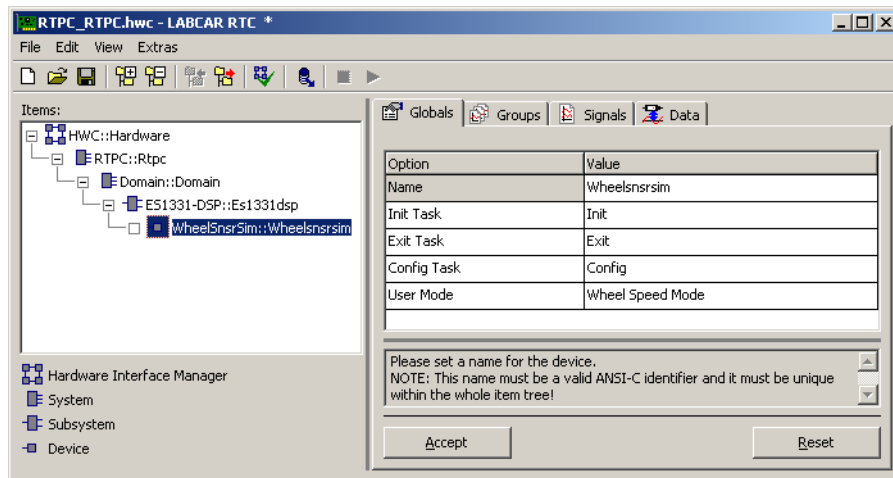 RTPC_RTPC.hwc - LABCAR RTC *
File Edit View Extras
Items:
HWC::Hardware
RTPC::Rtpc
Domain::Domain
ES1331-DSP::Es1331dsp
WheelSnsrSim::Wheelsnsrsim
Hardware Interface Manager
System
Subsystem
Device
Globals Groups Signals Data
Option Value
Name Wheelsnsrsim
Init Task Init
Exit Task Exit
Config Task Config
User Mode Wheel Speed Mode
Please set a name for the device.
NOTE: This name must be a valid ANSI-C identifier and it must be unique
within the whole item tree!
Accept Reset